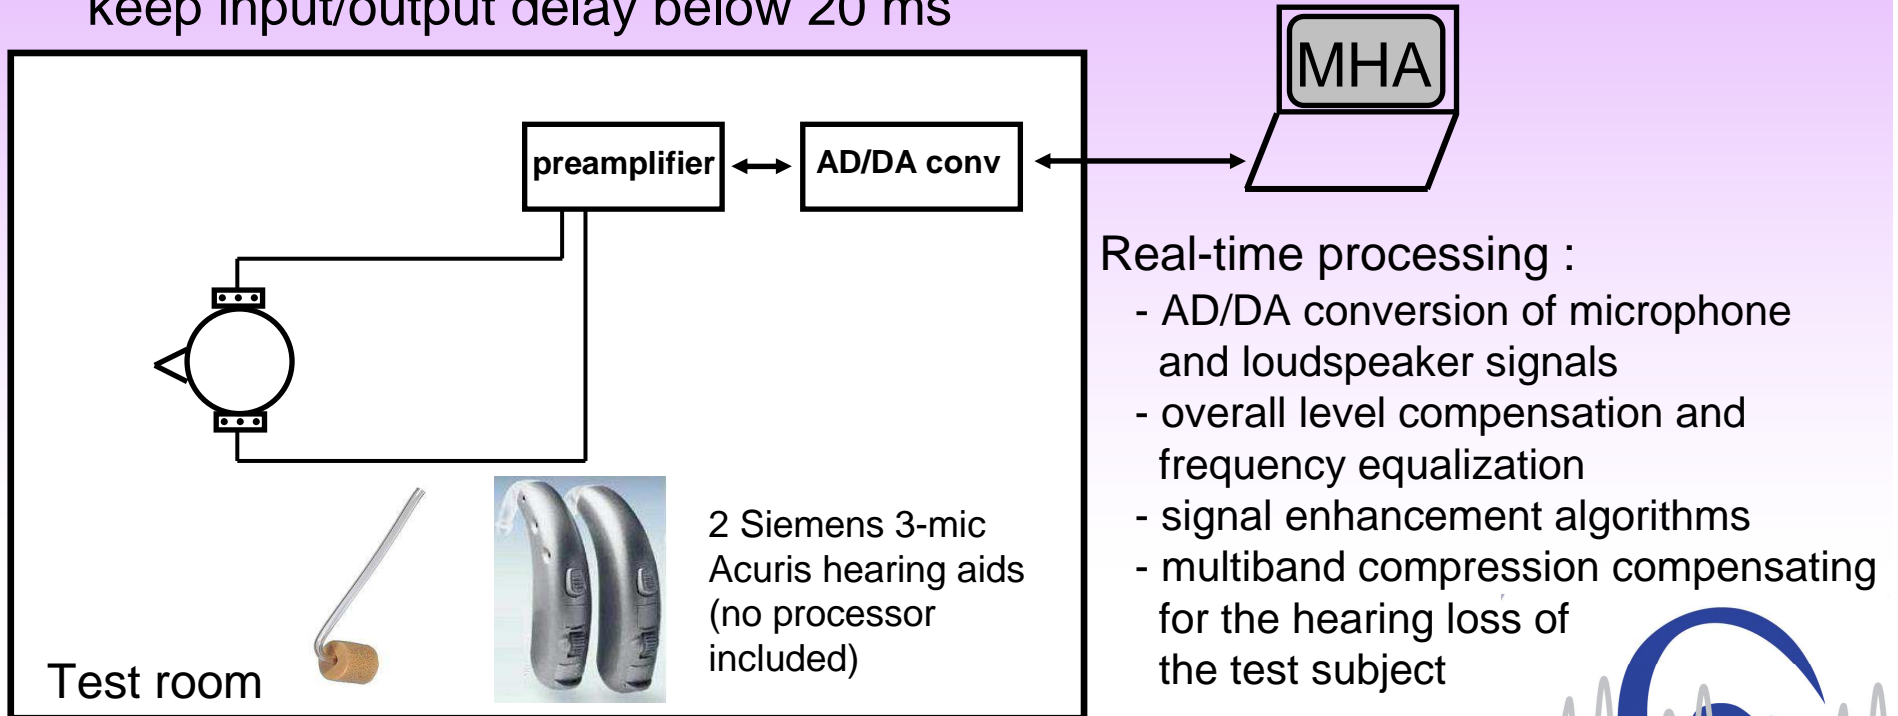 keep input/output delay below 20 ms
MHA
preamplifier
AD/DA conv
Real-time processing :
- AD/DA conversion of microphone
and loudspeaker signals
- overall level compensation and
frequency equalization
- signal enhancement algorithms
- multiband compression compensating
for the hearing loss of
the test subject
2 Siemens 3-mic
Acuris hearing aids
(no processor
included)
Test room